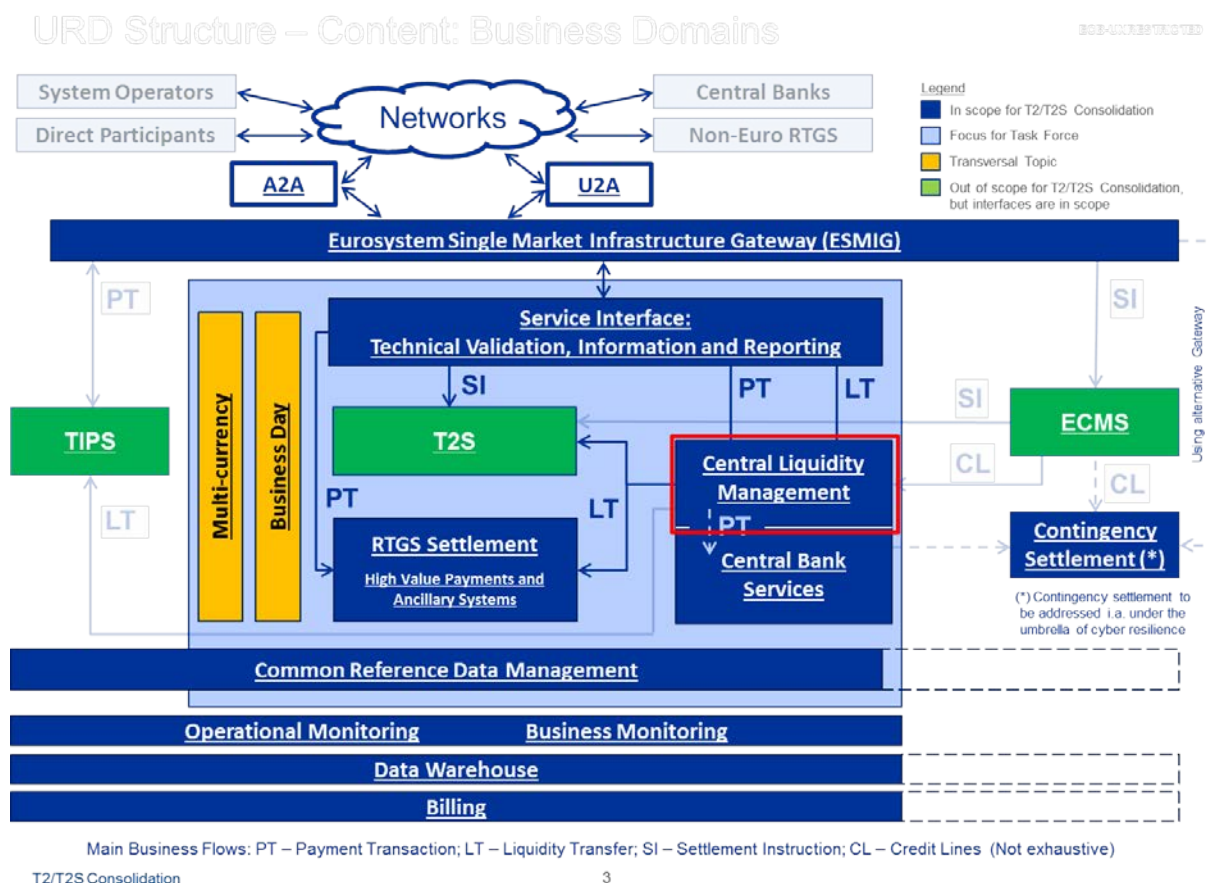 URD Structure – Content: Business Domains
ECB-UNRESTRICTED
System Operators
Direct Participants
Networks
Central Banks
Non-Euro RTGS
Legend
In scope for T2/T2S Consolidation
Focus for Task Force
Transversal Topic
Out of scope for T2/T2S Consolidation,
but interfaces are in scope
A2A
U2A
Eurosystem Single Market Infrastructure Gateway (ESMIG)
PT
SI
Using alternative Gateway
Service Interface:
Technical Validation, Information and Reporting
SI
PT
LT
Multi-currency
Business Day
TIPS
T2S
SI
ECMS
Central Liquidity
Management
CL
CL
PT
LT
LT
PT
RTGS Settlement
High Value Payments and
Ancillary Systems
Central Bank
Services
Contingency
Settlement (*)
(*) Contingency settlement to
be addressed i.a. under the
umbrella of cyber resilience
Common Reference Data Management
Operational Monitoring
Business Monitoring
Data Warehouse
Billing
Main Business Flows: PT – Payment Transaction; LT – Liquidity Transfer; SI – Settlement Instruction; CL – Credit Lines (Not exhaustive)
T2/T2S Consolidation
3